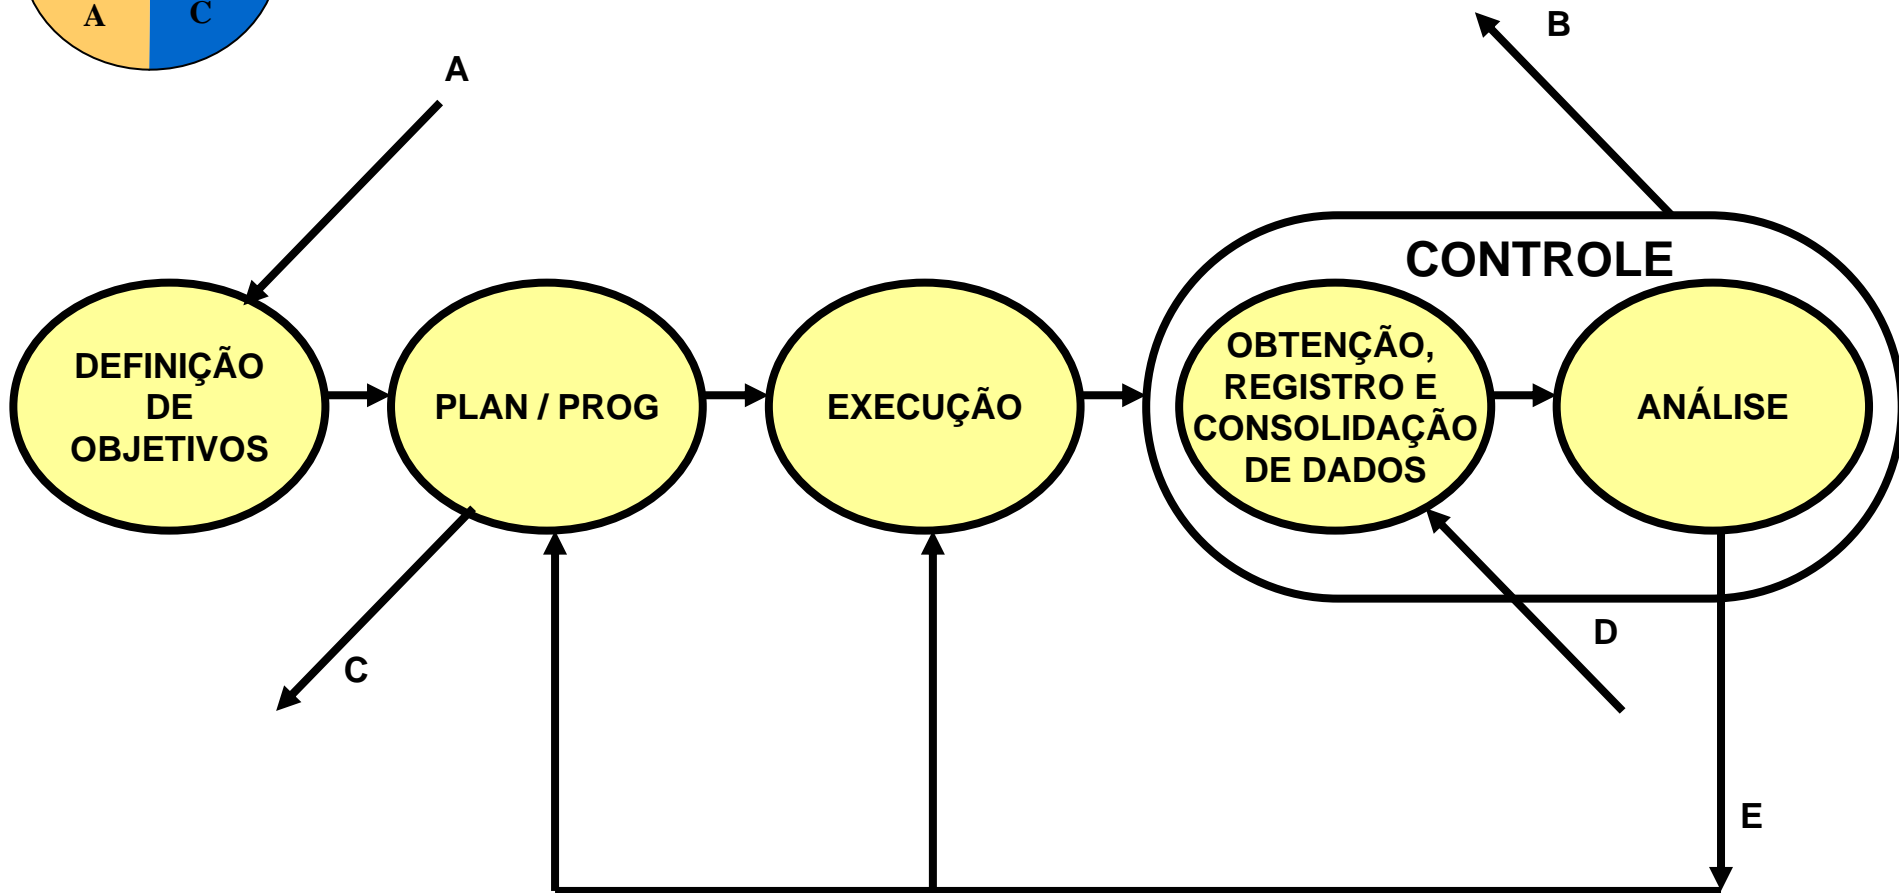 A
C
A
B
CONTROLE
DEFINIÇÃO
DE
OBJETIVOS
PLAN / PROG
EXECUÇÃO
OBTENÇÃO,
REGISTRO E
CONSOLIDAÇÃO
DE DADOS
ANÁLISE
C
D
E